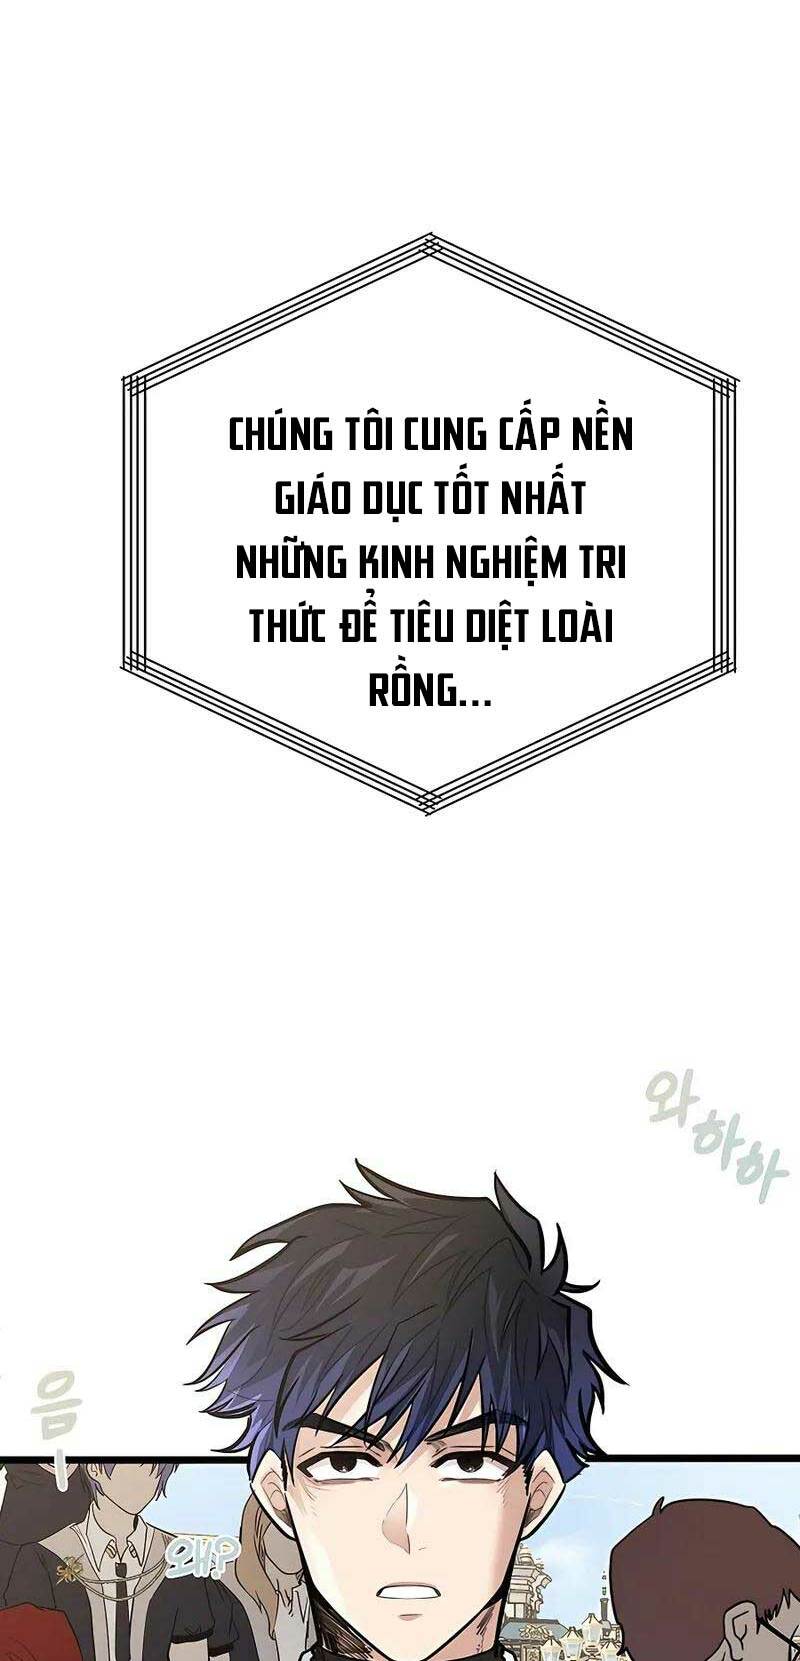 CHÚNG TÔI CUNG CẤP NỀN
GIÁO DỤC TỐT NHẤT
NHỮNG KINH NGHIỆM TRI
THỨC ĐỂ TIÊU DIỆT LOÀI
RỒNG...
와하하
음-
왜?